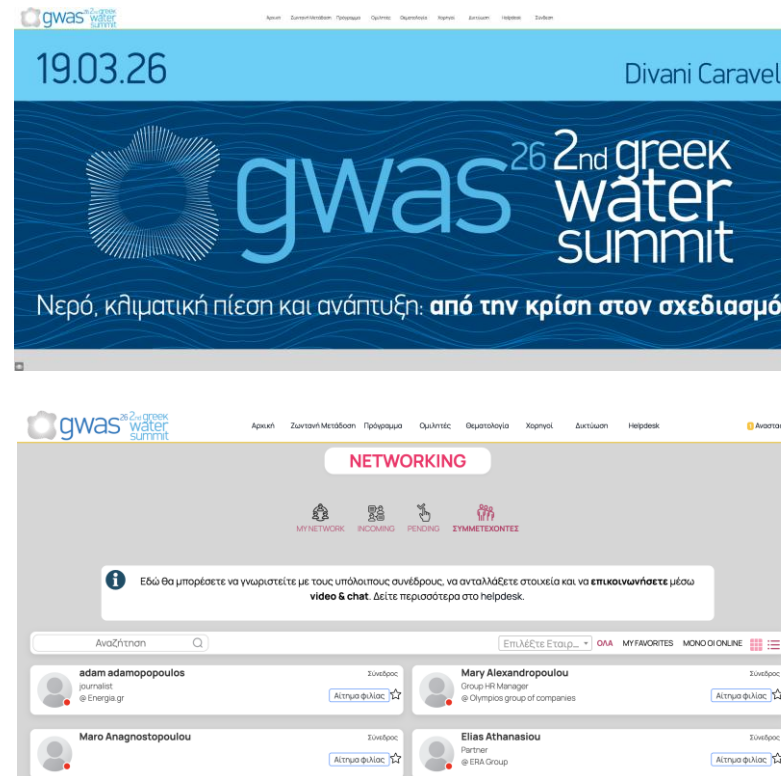 gwas 26 2nd greek
water
summit
Αρχική Ζωντανή Μετάδοση Πρόγραμμα Ομιλητές Θεματολογία Χορηγοί Δικτύωση Helpdesk Σύνδεση
19.03.26 Divani Caravel
gwas 26 2nd greek
water
summit
Νερό, κλιματική πίεση και ανάπτυξη: από την κρίση στον σχεδιασμό
gwas 26 2nd greek
water
summit
Αρχική Ζωντανή Μετάδοση Πρόγραμμα Ομιλητές Θεματολογία Χορηγοί Δικτύωση Helpdesk Αναστασ
NETWORKING
MY NETWORK INCOMING PENDING ΣΥΜΜΕΤΕΧΟΝΤΕΣ
Εδώ θα μπορέσετε να γνωριστείτε με τους υπόλοιπους συνέδρους, να ανταλλάξετε στοιχεία και να επικοινωνήσετε μέσω
video & chat. Δείτε περισσότερα στο helpdesk.
Αναζήτηση Επιλέξτε Εταιρ... ΟΛΑ MY FAVORITES ΜΟΝΟ ΟΙ ONLINE
adam adamopopoulos Σύνεδρος
journalist
@ Energia.gr Αίτημα φιλίας
Mary Alexandropoulou Σύνεδρος
Group HR Manager
@ Olympios group of companies Αίτημα φιλίας
Maro Anagnostopoulou Σύνεδρος
Αίτημα φιλίας
Elias Athanasiou Σύνεδρος
Partner
@ ERA Group Αίτημα φιλίας